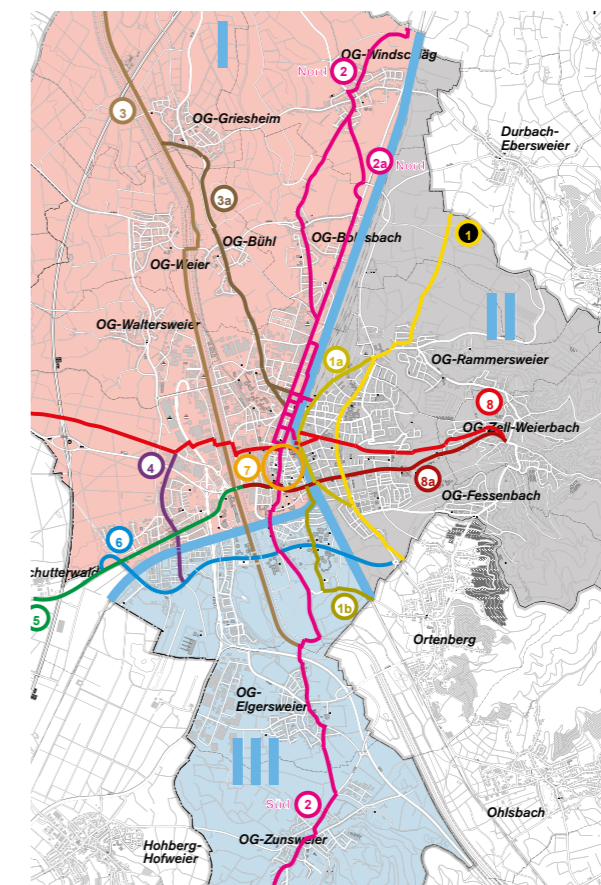 I
OG-Windschläg
Nord 2
3
OG-Griesheim
Durbach-
Ebersweier
2a Nord
3a
1
OG-Bühl
OG-Bohlsbach
OG-Weier
II
OG-Waltersweier
1a
OG-Rammersweier
8
OG-Zell-Weierbach
4
7
8a
OG-Fessenbach
6
chutterwald
5
1b
Ortenberg
OG-
Elgersweier
III
Süd 2
Ohlsbach
OG-Zunsweier
Hohberg-
Hofweier